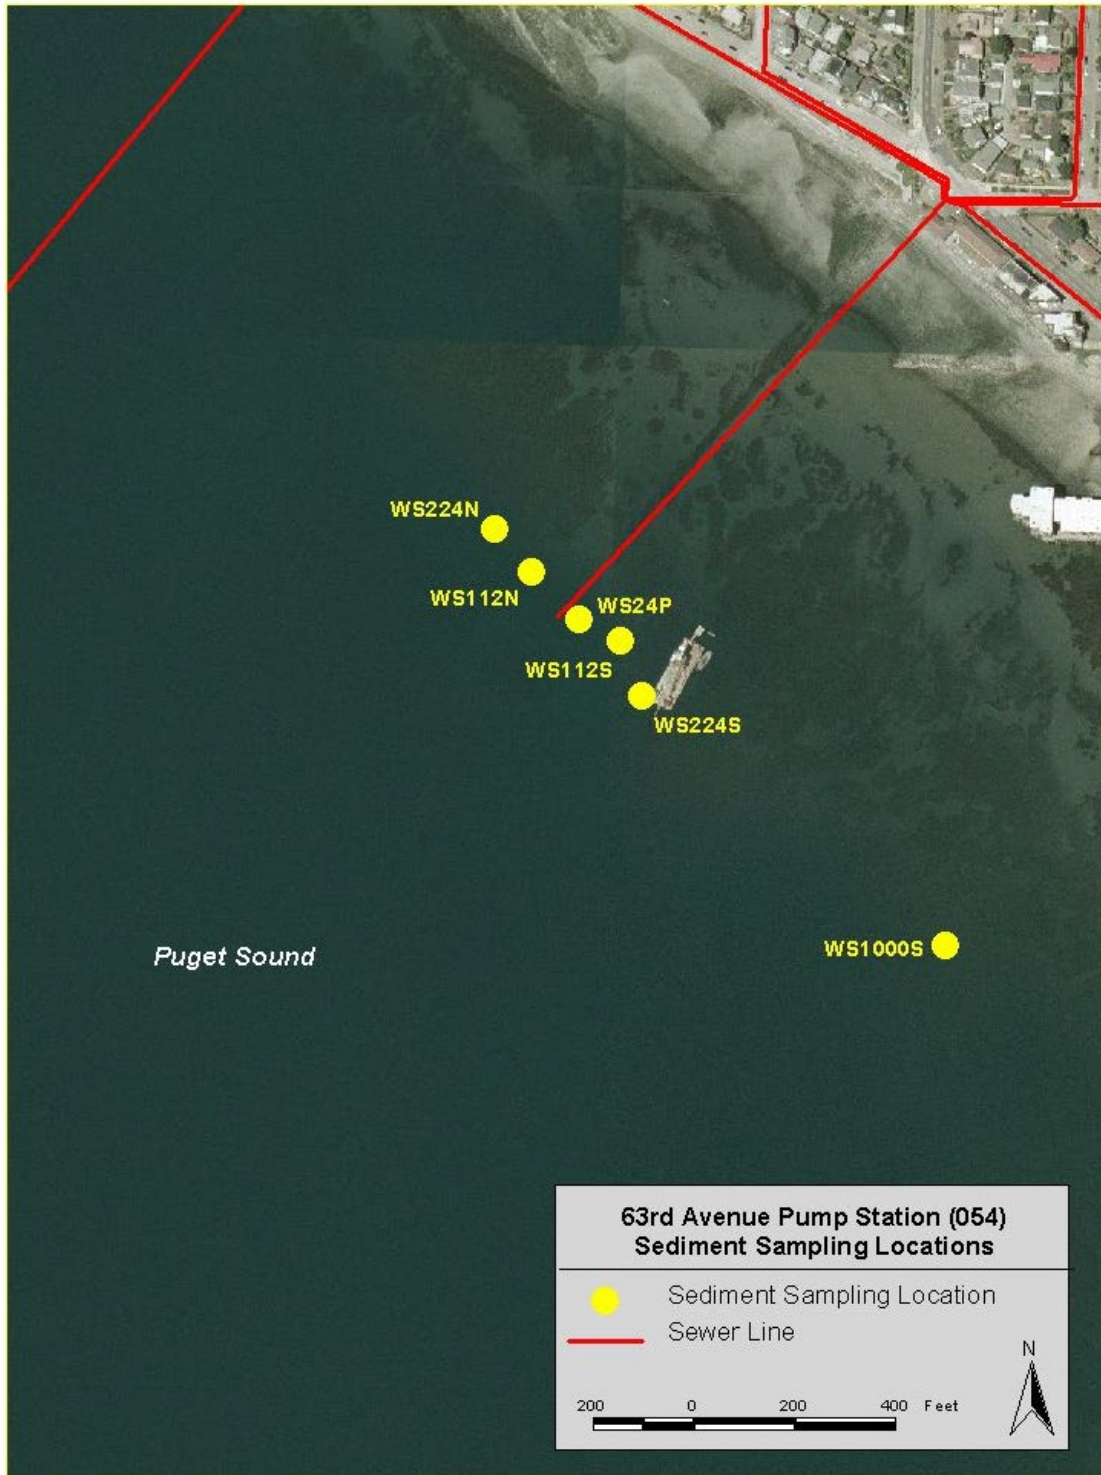 WS224N
WS112N
WS24P
WS112S
WS224S
WS1000S
Puget Sound
63rd Avenue Pump Station (054)
Sediment Sampling Locations
Sediment Sampling Location
Sewer Line
N
200 0 200 400 Feet